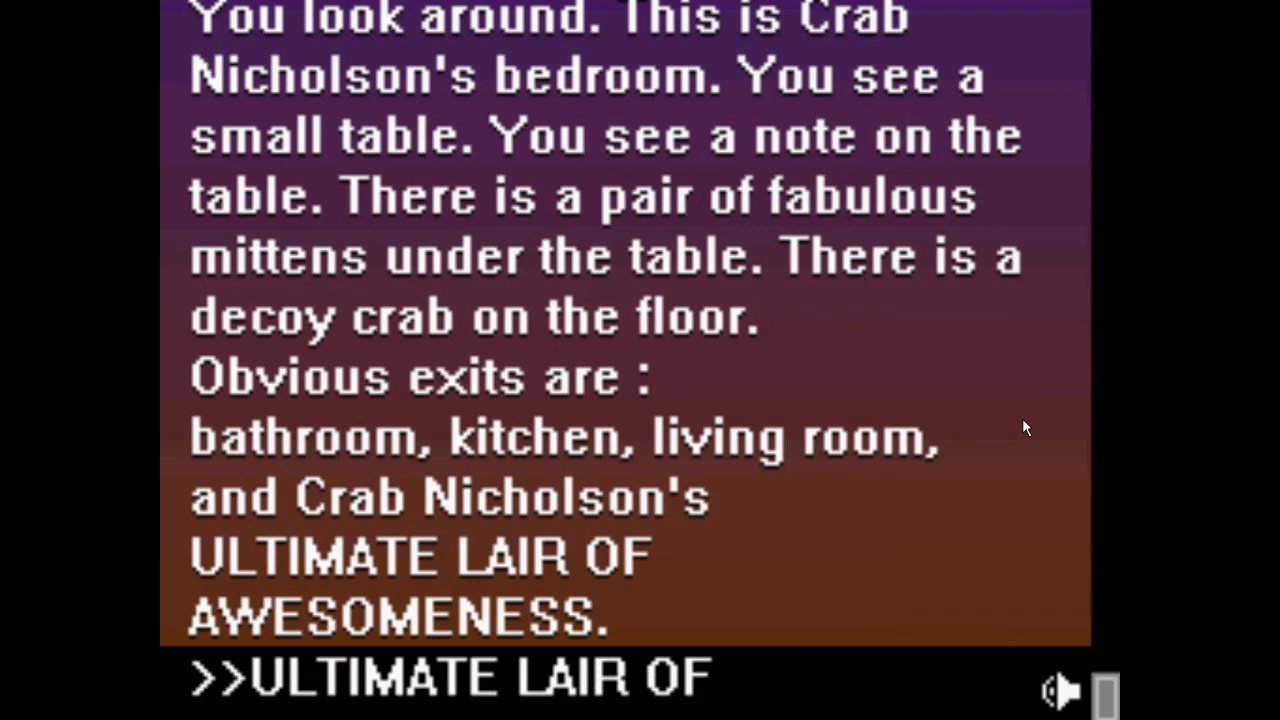 You look around. This is Crab
Nicholson's bedroom. You see a
small table. You see a note on the
table. There is a pair of fabulous
mittens under the table. There is a
decoy crab on the floor.
Obvious exits are :
bathroom, kitchen, living room,
and Crab Nicholson's
ULTIMATE LAIR OF
AWESOMENESS.
>>ULTIMATE LAIR OF